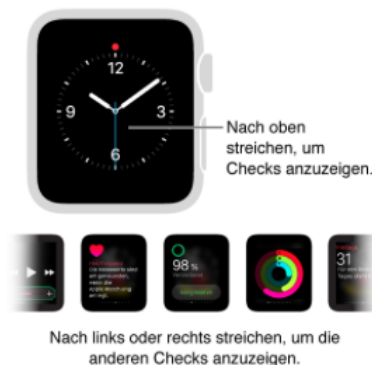 12
9
3
6
Nach oben
streichen, um
Checks anzuzeigen.
98 %
31
Nach links oder rechts streichen, um die
anderen Checks anzuzeigen.